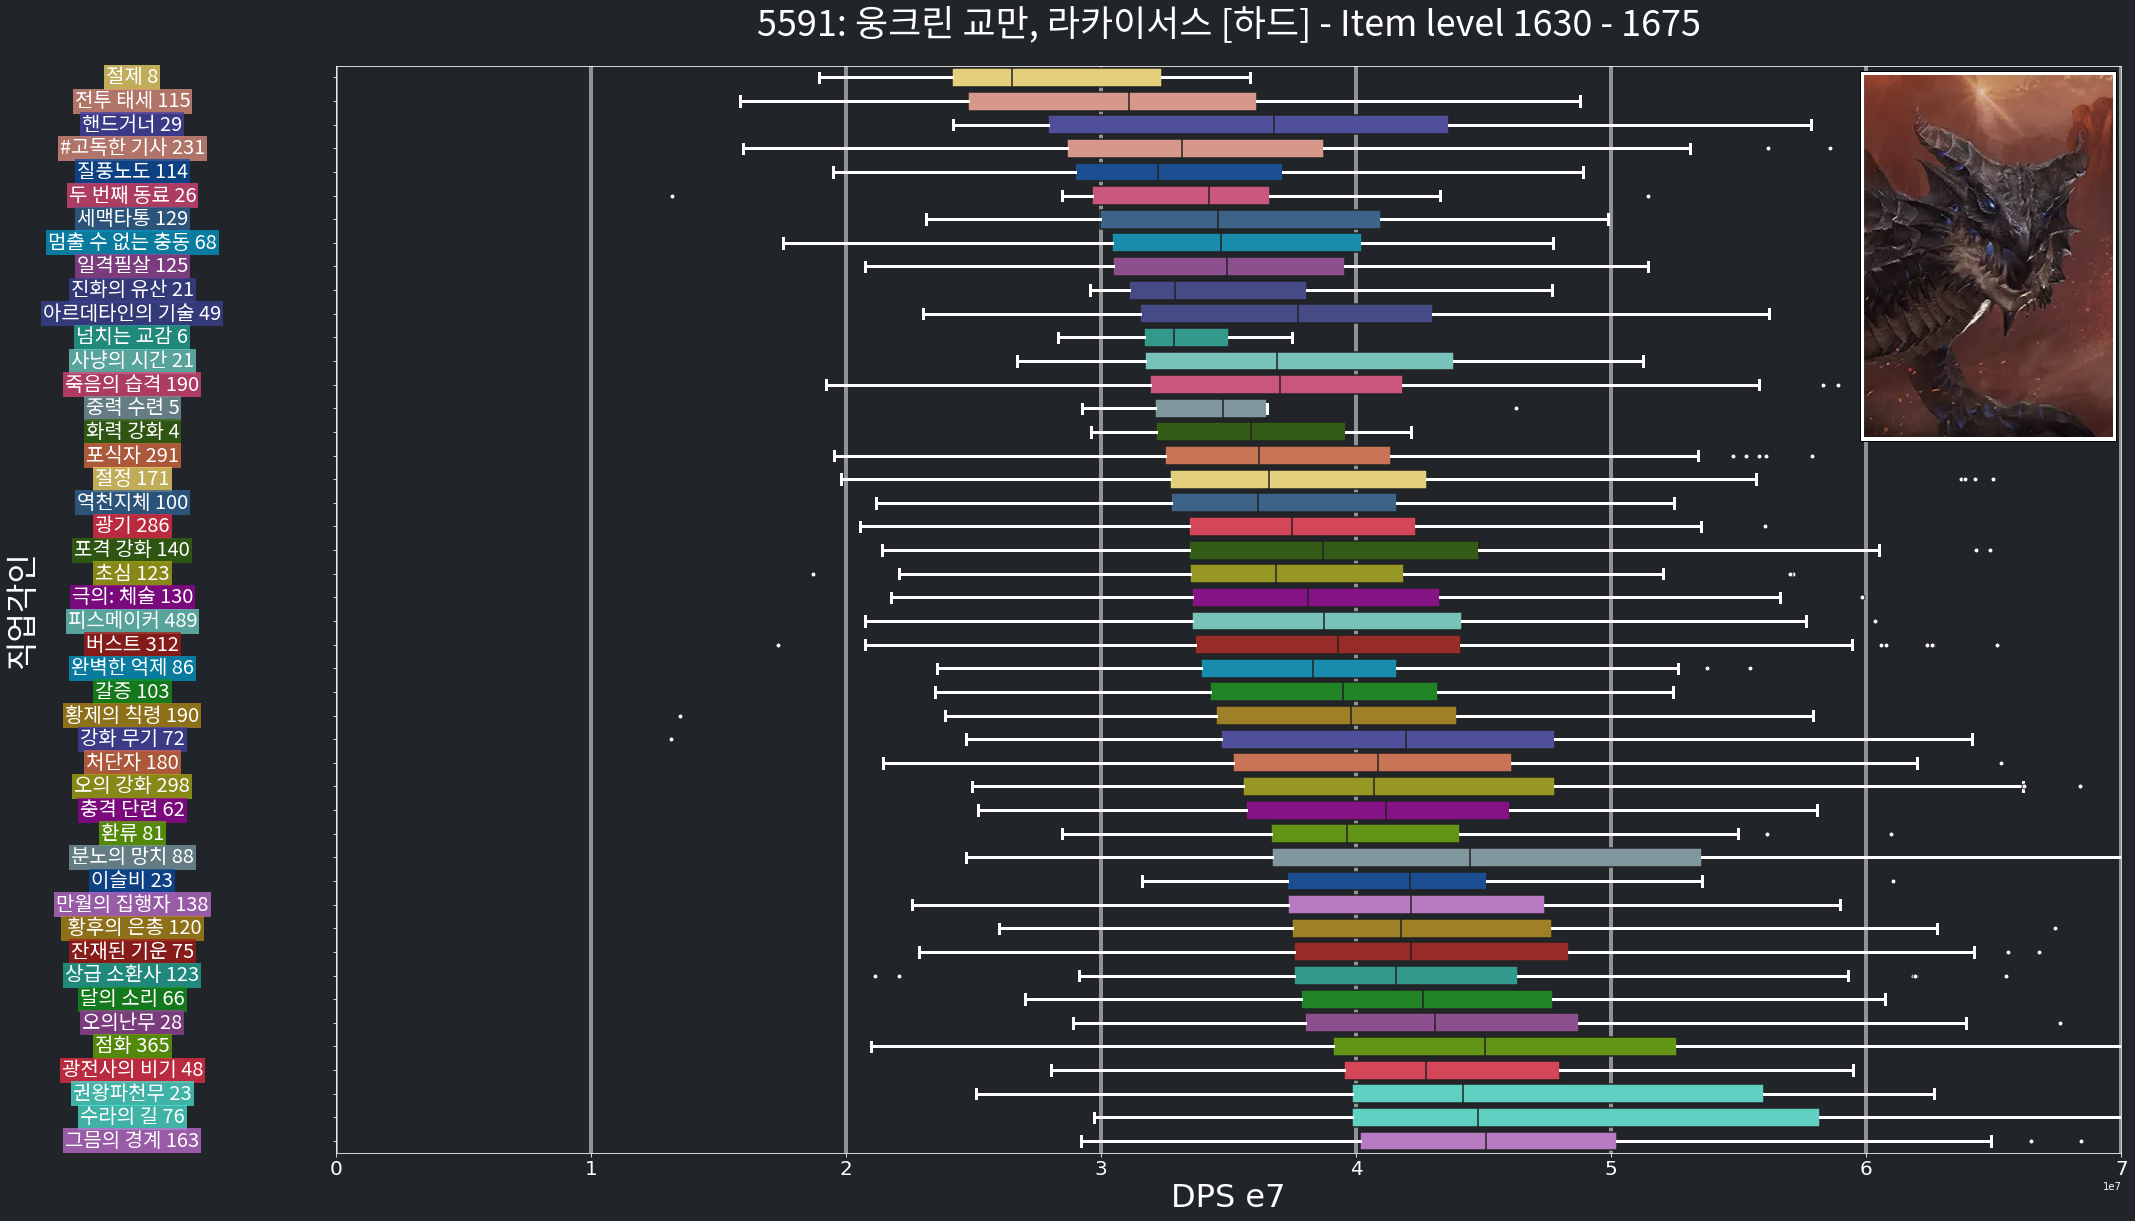 5591: 웅크린 교만, 라카이서스 [하드] - Item level 1630 - 1675
직업각인
절제 8
전투 태세 115
핸드거너 29
#고독한 기사 231
질풍노도 114
두 번째 동료 26
세맥타통 129
멈출 수 없는 충동 68
일격필살 125
진화의 유산 21
아르데타인의 기술 49
넘치는 교감 6
사냥의 시간 21
죽음의 습격 190
중력 수련 5
화력 강화 4
포식자 291
절정 171
역천지체 100
광기 286
포격 강화 140
초심 123
극의: 체술 130
피스메이커 489
버스트 312
완벽한 억제 86
갈증 103
황제의 칙령 190
강화 무기 72
처단자 180
오의 강화 298
충격 단련 62
환류 81
분노의 망치 88
이슬비 23
만월의 집행자 138
황후의 은총 120
잔재된 기운 75
상급 소환사 123
달의 소리 66
오의난무 28
점화 365
광전사의 비기 48
권왕파천무 23
수라의 길 76
그믐의 경계 163
0 1 2 3 4 5 6 7
1e7
DPS e7